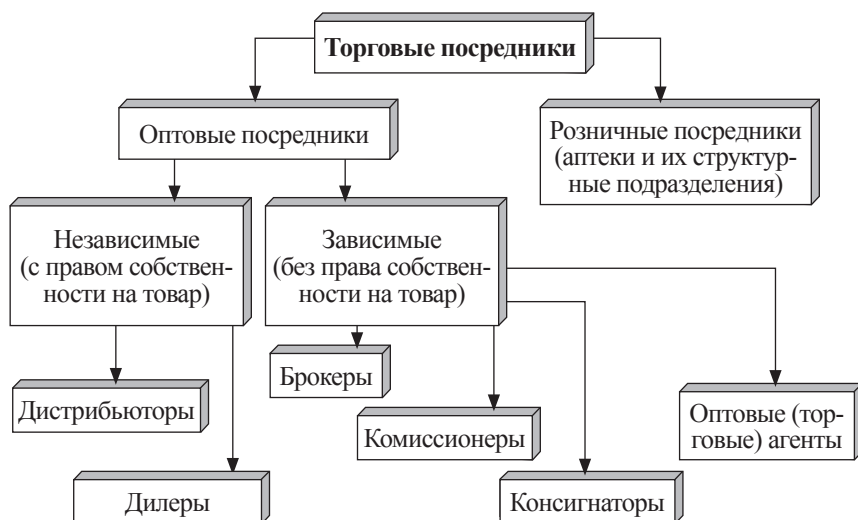 Торговые посредники
Оптовые посредники
Розничные посредники
(аптеки и их структур-
ные подразделения)
Независимые
(с правом собствен-
ности на товар)
Зависимые
(без права собствен-
ности на товар)
Брокеры
Дистрибьюторы
Комиссионеры
Оптовые (тор-
говые) агенты
Дилеры
Консигнаторы